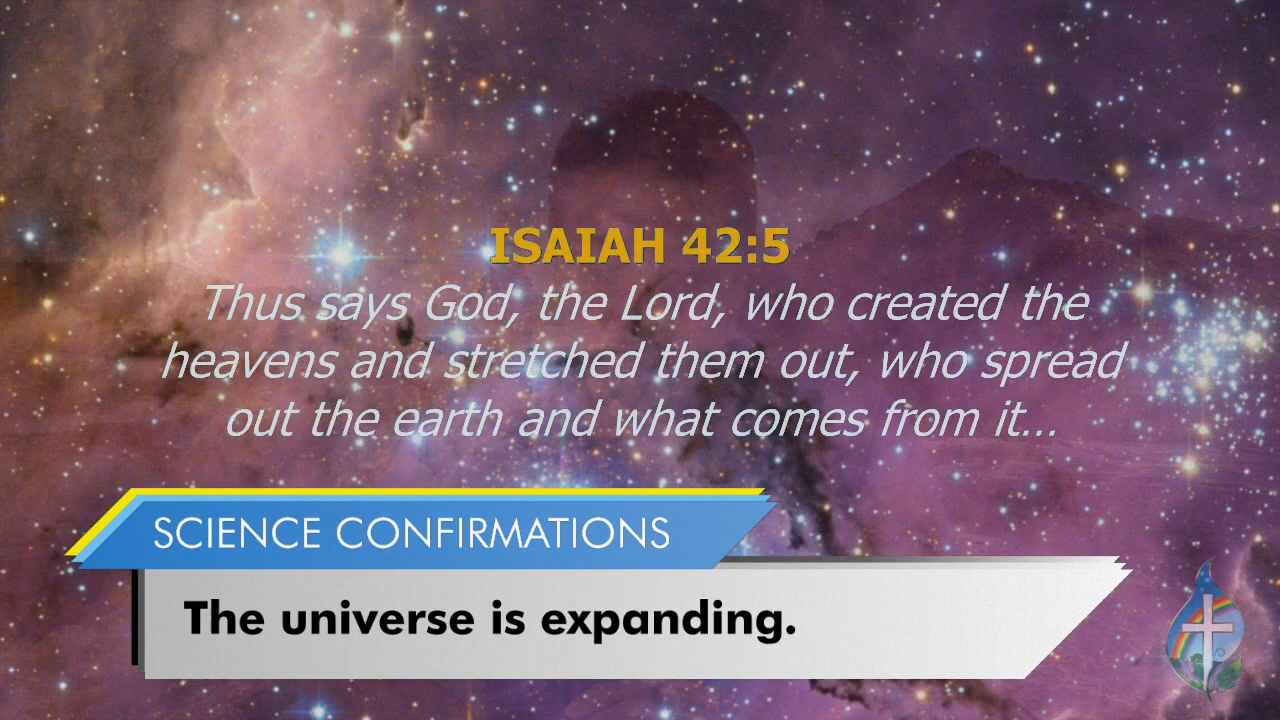 ISAIAH 42:5
Thus says God, the Lord, who created the
heavens and stretched them out, who spread
out the earth and what comes from it...
SCIENCE CONFIRMATIONS
The universe is expanding.